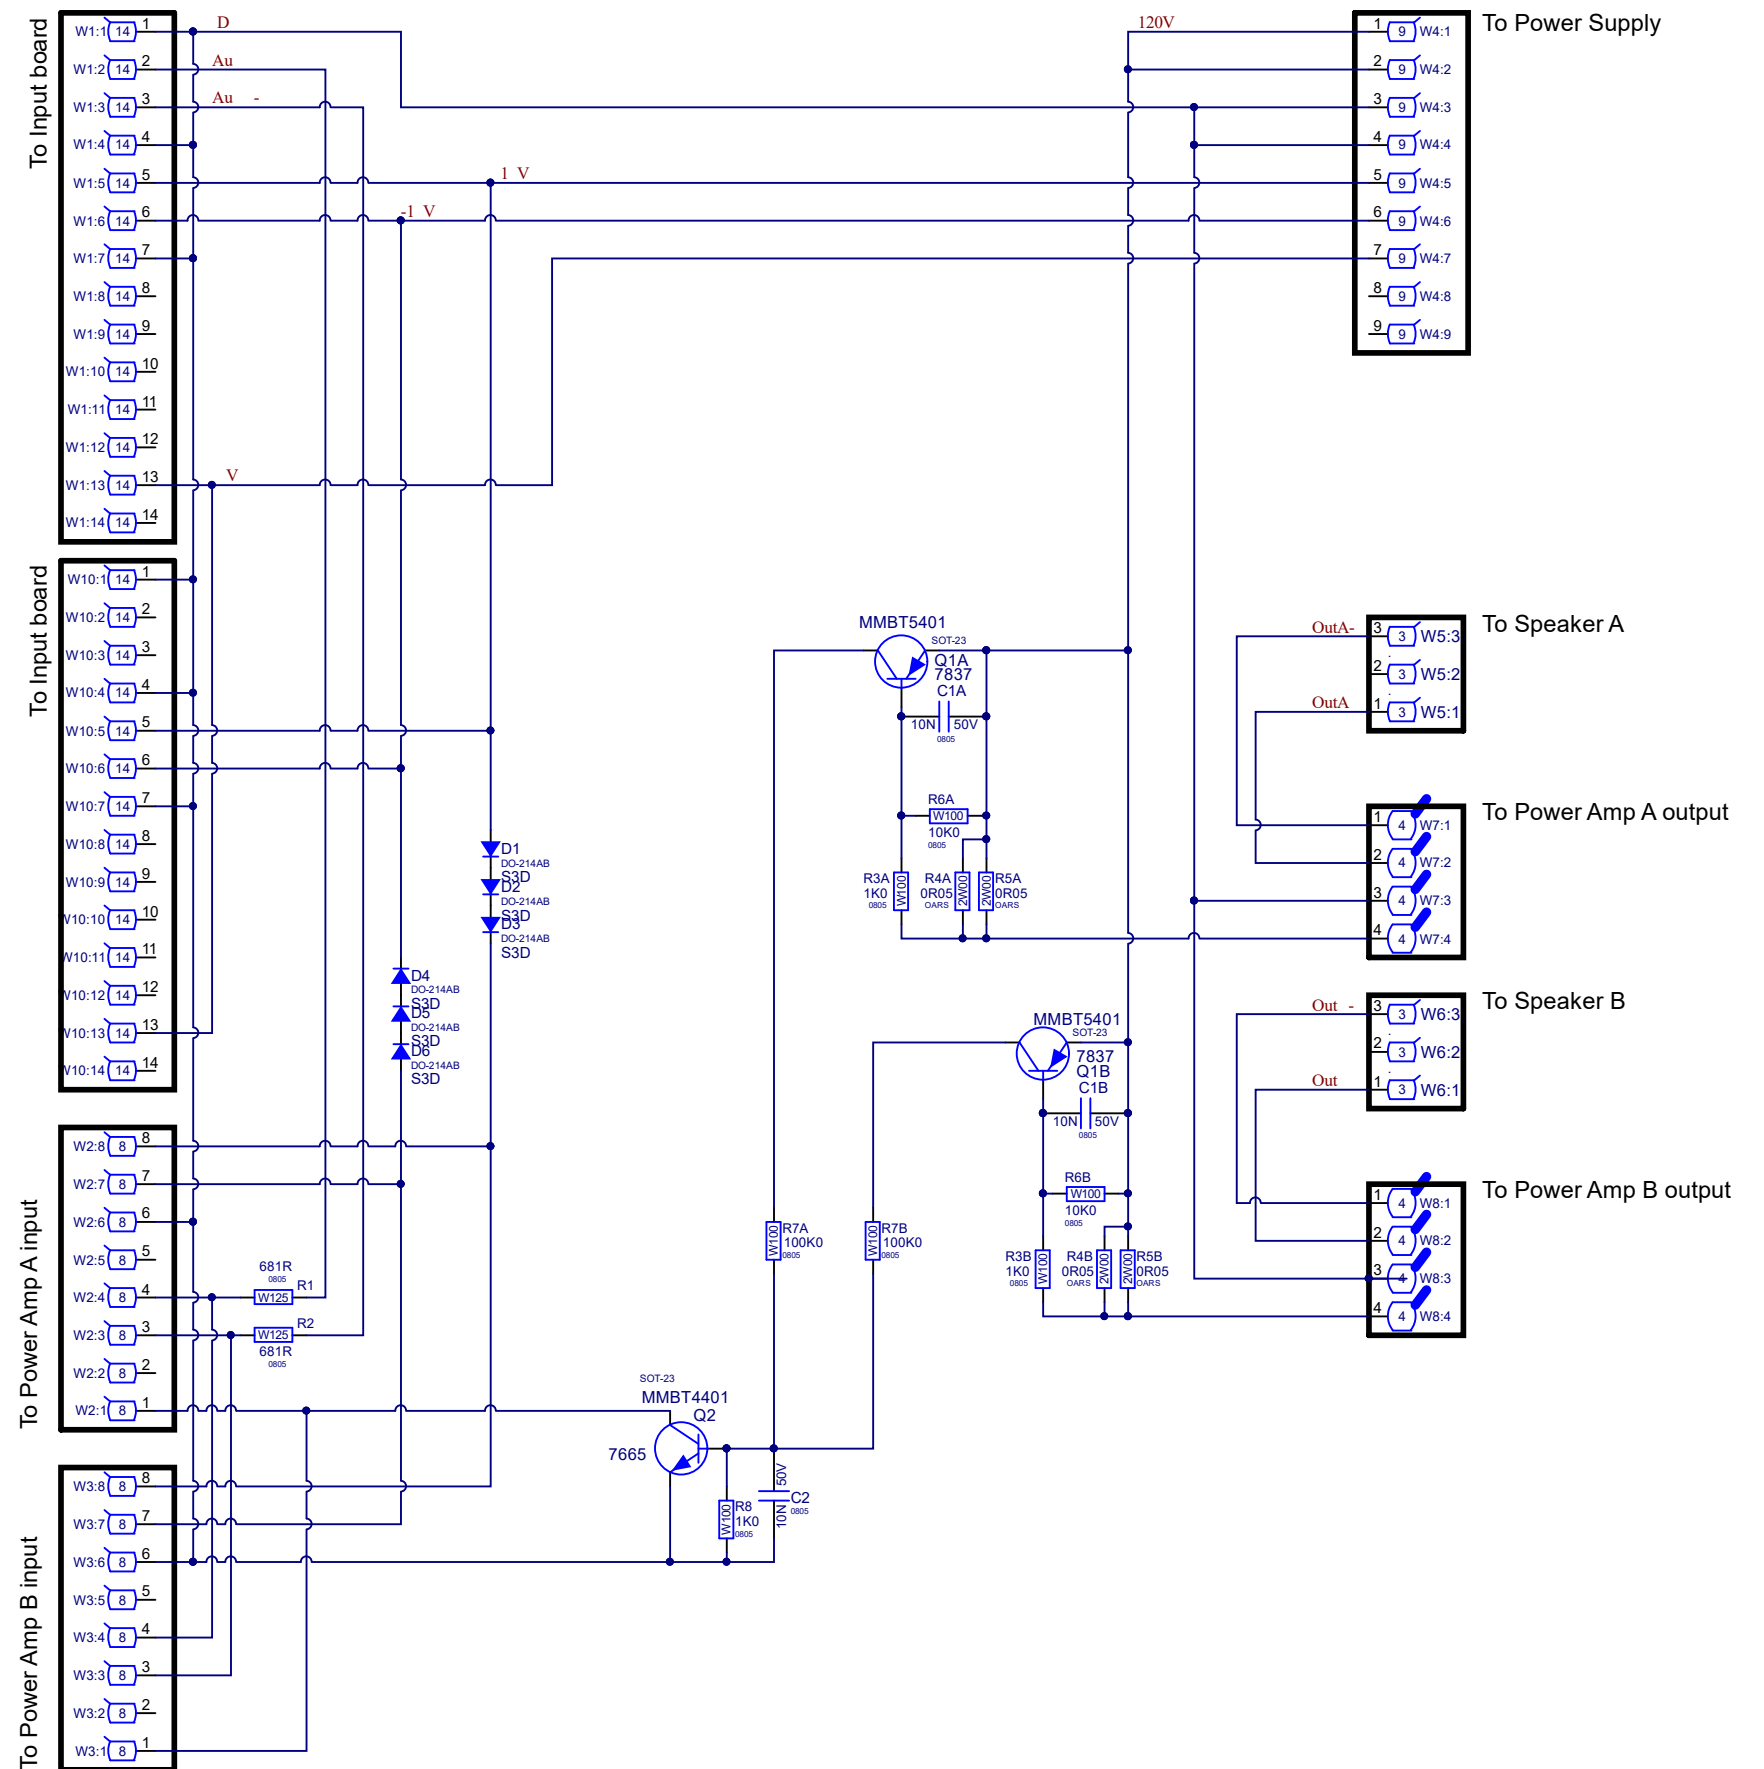 To Input board
W1:1 14 1 D
W1:2 14 2 Au
W1:3 14 3 Au -
W1:4 14 4
W1:5 14 5 1 V
W1:6 14 6 -1 V
W1:7 14 7
W1:8 14 8
W1:9 14 9
W1:10 14 10
W1:11 14 11
W1:12 14 12
W1:13 14 13 V
W1:14 14 14
120V
1 9 W4:1
2 9 W4:2
3 9 W4:3
4 9 W4:4
5 9 W4:5
6 9 W4:6
7 9 W4:7
8 9 W4:8
9 9 W4:9
To Power Supply
To Input board
W10:1 14 1
W10:2 14 2
W10:3 14 3
W10:4 14 4
W10:5 14 5
W10:6 14 6
W10:7 14 7
W10:8 14 8
W10:9 14 9
W10:10 14 10
W10:11 14 11
W10:12 14 12
W10:13 14 13
W10:14 14 14
D1
DO-214AB
S3D
D2
DO-214AB
S3D
D3
DO-214AB
S3D
D4
DO-214AB
S3D
D5
DO-214AB
S3D
D6
DO-214AB
S3D
MMBT5401
SOT-23
Q1A
7837
C1A
10N 50V
0805
R6A
W100
10K0
0805
R3A
1K0
0805
W100
R4A
0R05
OARS
2W00
2W00
R5A
0R05
OARS
MMBT5401
SOT-23
7837
Q1B
C1B
10N 50V
0805
R6B
W100
10K0
0805
R3B
1K0
0805
W100
R4B
0R05
OARS
2W00
2W00
R5B
0R05
OARS
To Speaker A
OutA- 3 3 W5:3
2 3 W5:2
OutA 1 3 W5:1
To Power Amp A output
1 4 W7:1
2 4 W7:2
3 4 W7:3
4 4 W7:4
To Speaker B
Out - 3 3 W6:3
2 3 W6:2
Out 1 3 W6:1
To Power Amp B output
1 4 W8:1
2 4 W8:2
3 4 W8:3
4 4 W8:4
To Power Amp A input
W2:8 8 8
W2:7 8 7
W2:6 8 6
W2:5 8 5
W2:4 8 4
W2:3 8 3
W2:2 8 2
W2:1 8 1
681R
0805
W125 R1
W125 R2
681R
0805
W100
R7A
100K0
0805
W100
R7B
100K0
0805
SOT-23
MMBT4401
Q2
7665
W100
R8
1K0
0805
50V
C2
0805
10N
To Power Amp B input
W3:8 8 8
W3:7 8 7
W3:6 8 6
W3:5 8 5
W3:4 8 4
W3:3 8 3
W3:2 8 2
W3:1 8 1